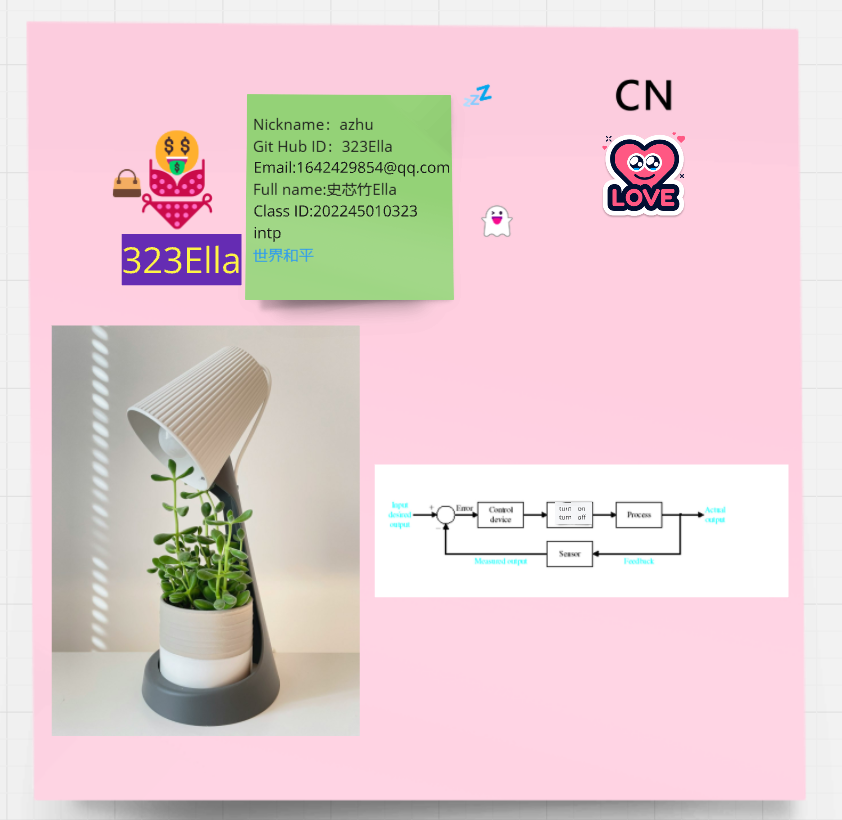 CN
LOVE
Nickname：azhu
Git Hub ID：323Ella
Email:1642429854@qq.com
Full name:史芯竹Ella
Class ID:202245010323
intp
世界和平
323Ella
$ $
$
Input
desired
output
+
Error
Control
device
turn on
turn off
Process
Actual
output
Sensor
Measured output
Feedback